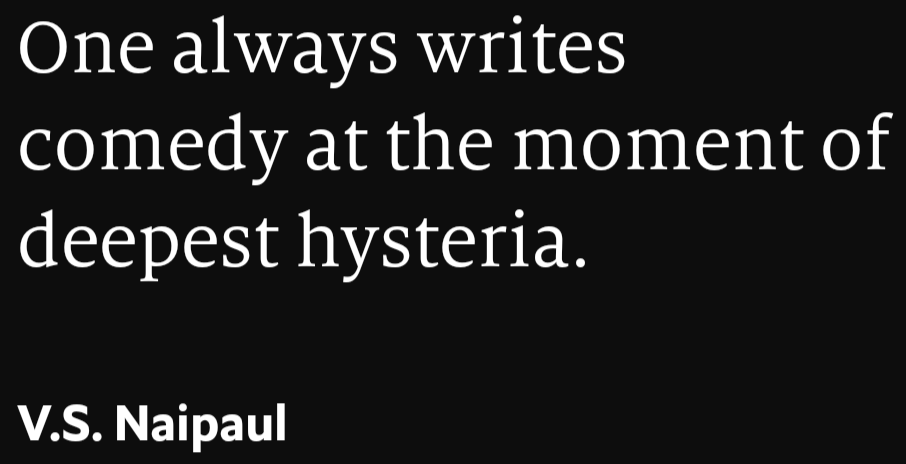 One always writes
comedy at the moment of
deepest hysteria.
V.S. Naipaul